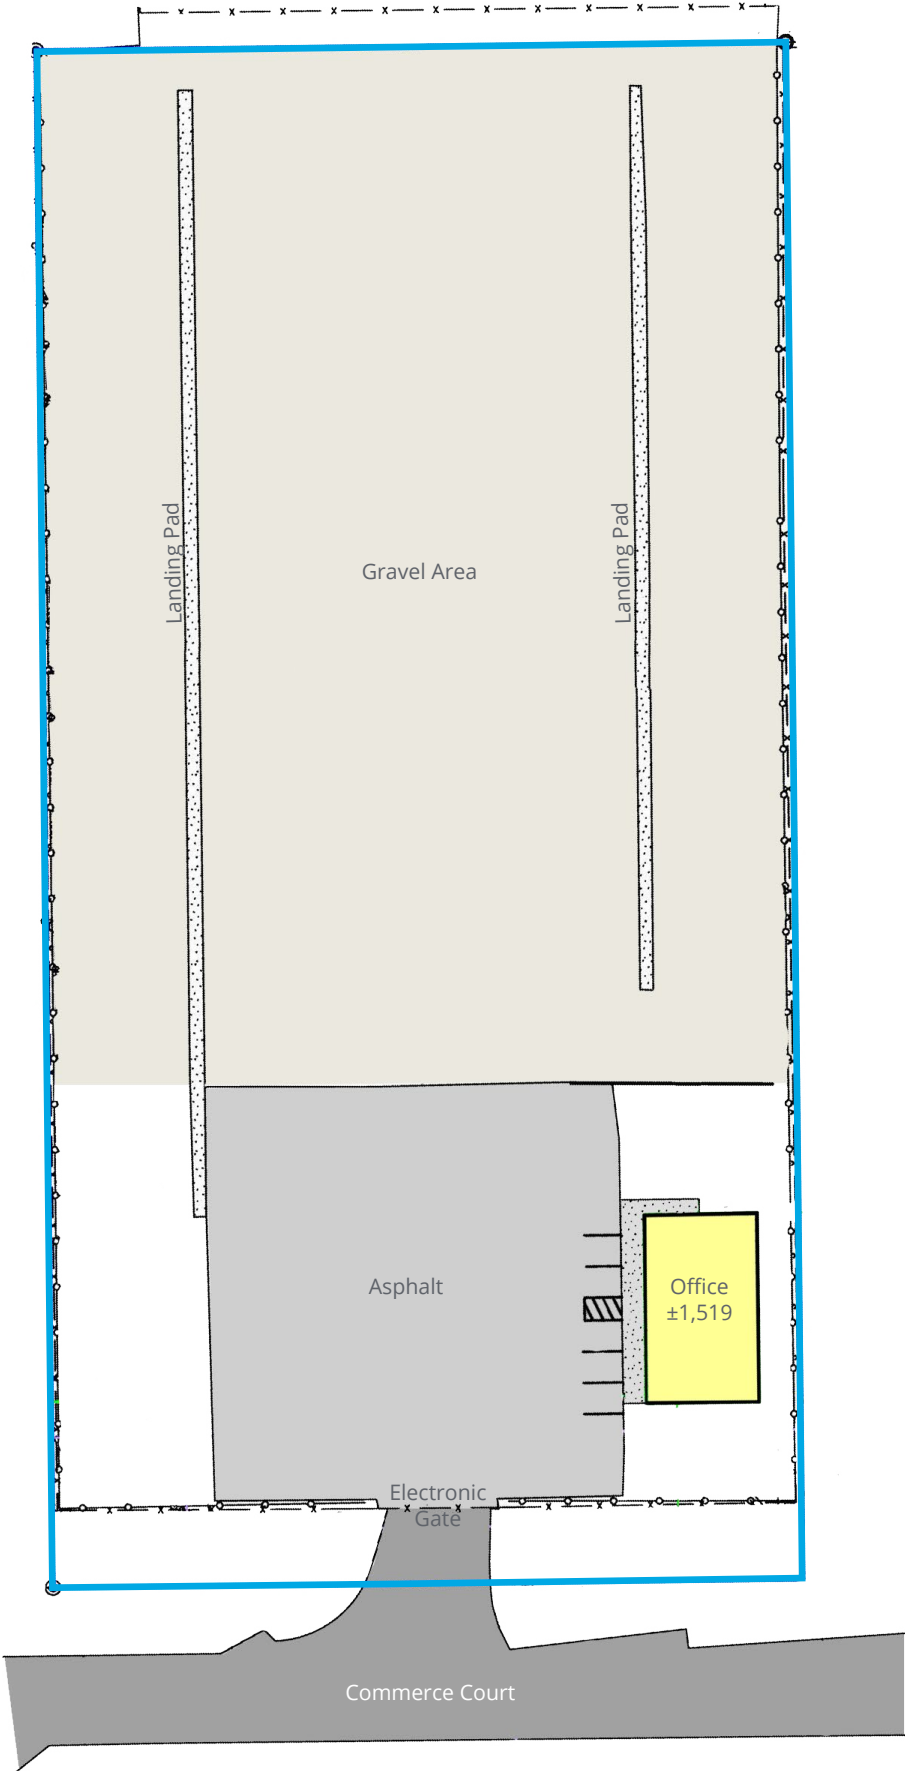 Landing Pad
Landing Pad
Gravel Area
Asphalt
Office
±1,519
Electronic
Gate
Commerce Court